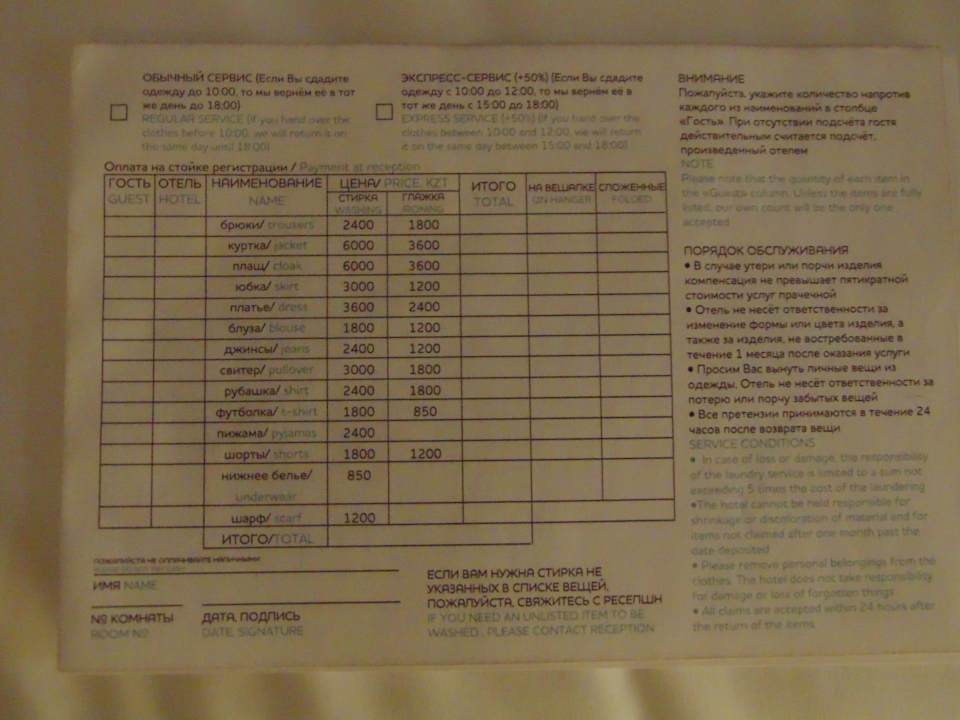 ОБЫЧНЫЙ СЕРВИС (Если Вы сдадите
одежду до 10:00, то мы вернём её в тот
же день до 18:00)
REGULAR SERVICE (If you hand over the
clothes before 10:00, we will return it on
the same day until 18:00)
ЭКСПРЕСС-СЕРВИС (+50%) (Если Вы сдадите
одежду с 10:00 до 12:00, то мы вернём её в
тот же день с 15:00 до 18:00)
EXPRESS SERVICE (+50%) (If you hand over the
clothes between 10:00 and 12:00, we will return
it on the same day between 15:00 and 18:00)
Оплата на стойке регистрации / Payment at reception
ГОСТЬ ОТЕЛЬ НАИМЕНОВАНИЕ ЦЕНА/ PRICE, KZT ИТОГО НА ВЕШАЛКЕ СЛОЖЕННЫЕ
GUEST HOTEL NAME СТИРКА ГЛАЖКА TOTAL ON HANGER FOLDED
WASHING IRONING
брюки/ trousers 2400 1800
куртка/ jacket 6000 3600
плащ/ cloak 6000 3600
юбка/ skirt 3000 1200
платье/ dress 3600 2400
блуза/ blouse 1800 1200
джинсы/ jeans 2400 1200
свитер/ pullover 3000 1800
рубашка/ shirt 2400 1800
футболка/ t-shirt 1800 850
пижама/ pyjamas 2400
шорты/ shorts 1800 1200
нижнее белье/ 850
underwear
шарф/ scarf 1200
ИТОГО/TOTAL
ПОЖАЛУЙСТА НЕ ОПЛАЧИВАЙТЕ НАЛИЧНЫМИ
ИМЯ NAME
№ КОМНАТЫ ДАТА, ПОДПИСЬ
ROOM № DATE, SIGNATURE
ЕСЛИ ВАМ НУЖНА СТИРКА НЕ
УКАЗАННЫХ В СПИСКЕ ВЕЩЕЙ,
ПОЖАЛУЙСТА, СВЯЖИТЕСЬ С РЕСЕПШН
IF YOU NEED AN UNLISTED ITEM TO BE
WASHED , PLEASE CONTACT RECEPTION
ВНИМАНИЕ
Пожалуйста, укажите количество напротив
каждого из наименований в столбце
«Гость». При отсутствии подсчёта гостя
действительным считается подсчёт,
произведенный отелем
NOTE
Please note that the quantity of each item in
the «Guest» column. Unless the items are fully
listed, our own count will be the only one
accepted
ПОРЯДОК ОБСЛУЖИВАНИЯ
• В случае утери или порчи изделия
компенсация не превышает пятикратной
стоимости услуг прачечной
• Отель не несёт ответственности за
изменение формы или цвета изделия, а
также за изделия, не востребованные в
течение 1 месяца после оказания услуги
• Просим Вас вынуть личные вещи из
одежды. Отель не несёт ответственности за
потерю или порчу забытых вещей
• Все претензии принимаются в течение 24
часов после возврата вещи
SERVICE CONDITIONS
• In case of loss or damage, the responsibility
of the laundry service is limited to a sum not
exceeding 5 times the cost of the laundering
•The hotel cannot be held responsible for
shrinkage or discoloration of material and for
items not claimed after one month past the
date deposited
• Please remove personal belongings from the
clothes. The hotel does not take responsibility
for damage or loss of forgotten things
• All claims are accepted within 24 hours after
the return of the items